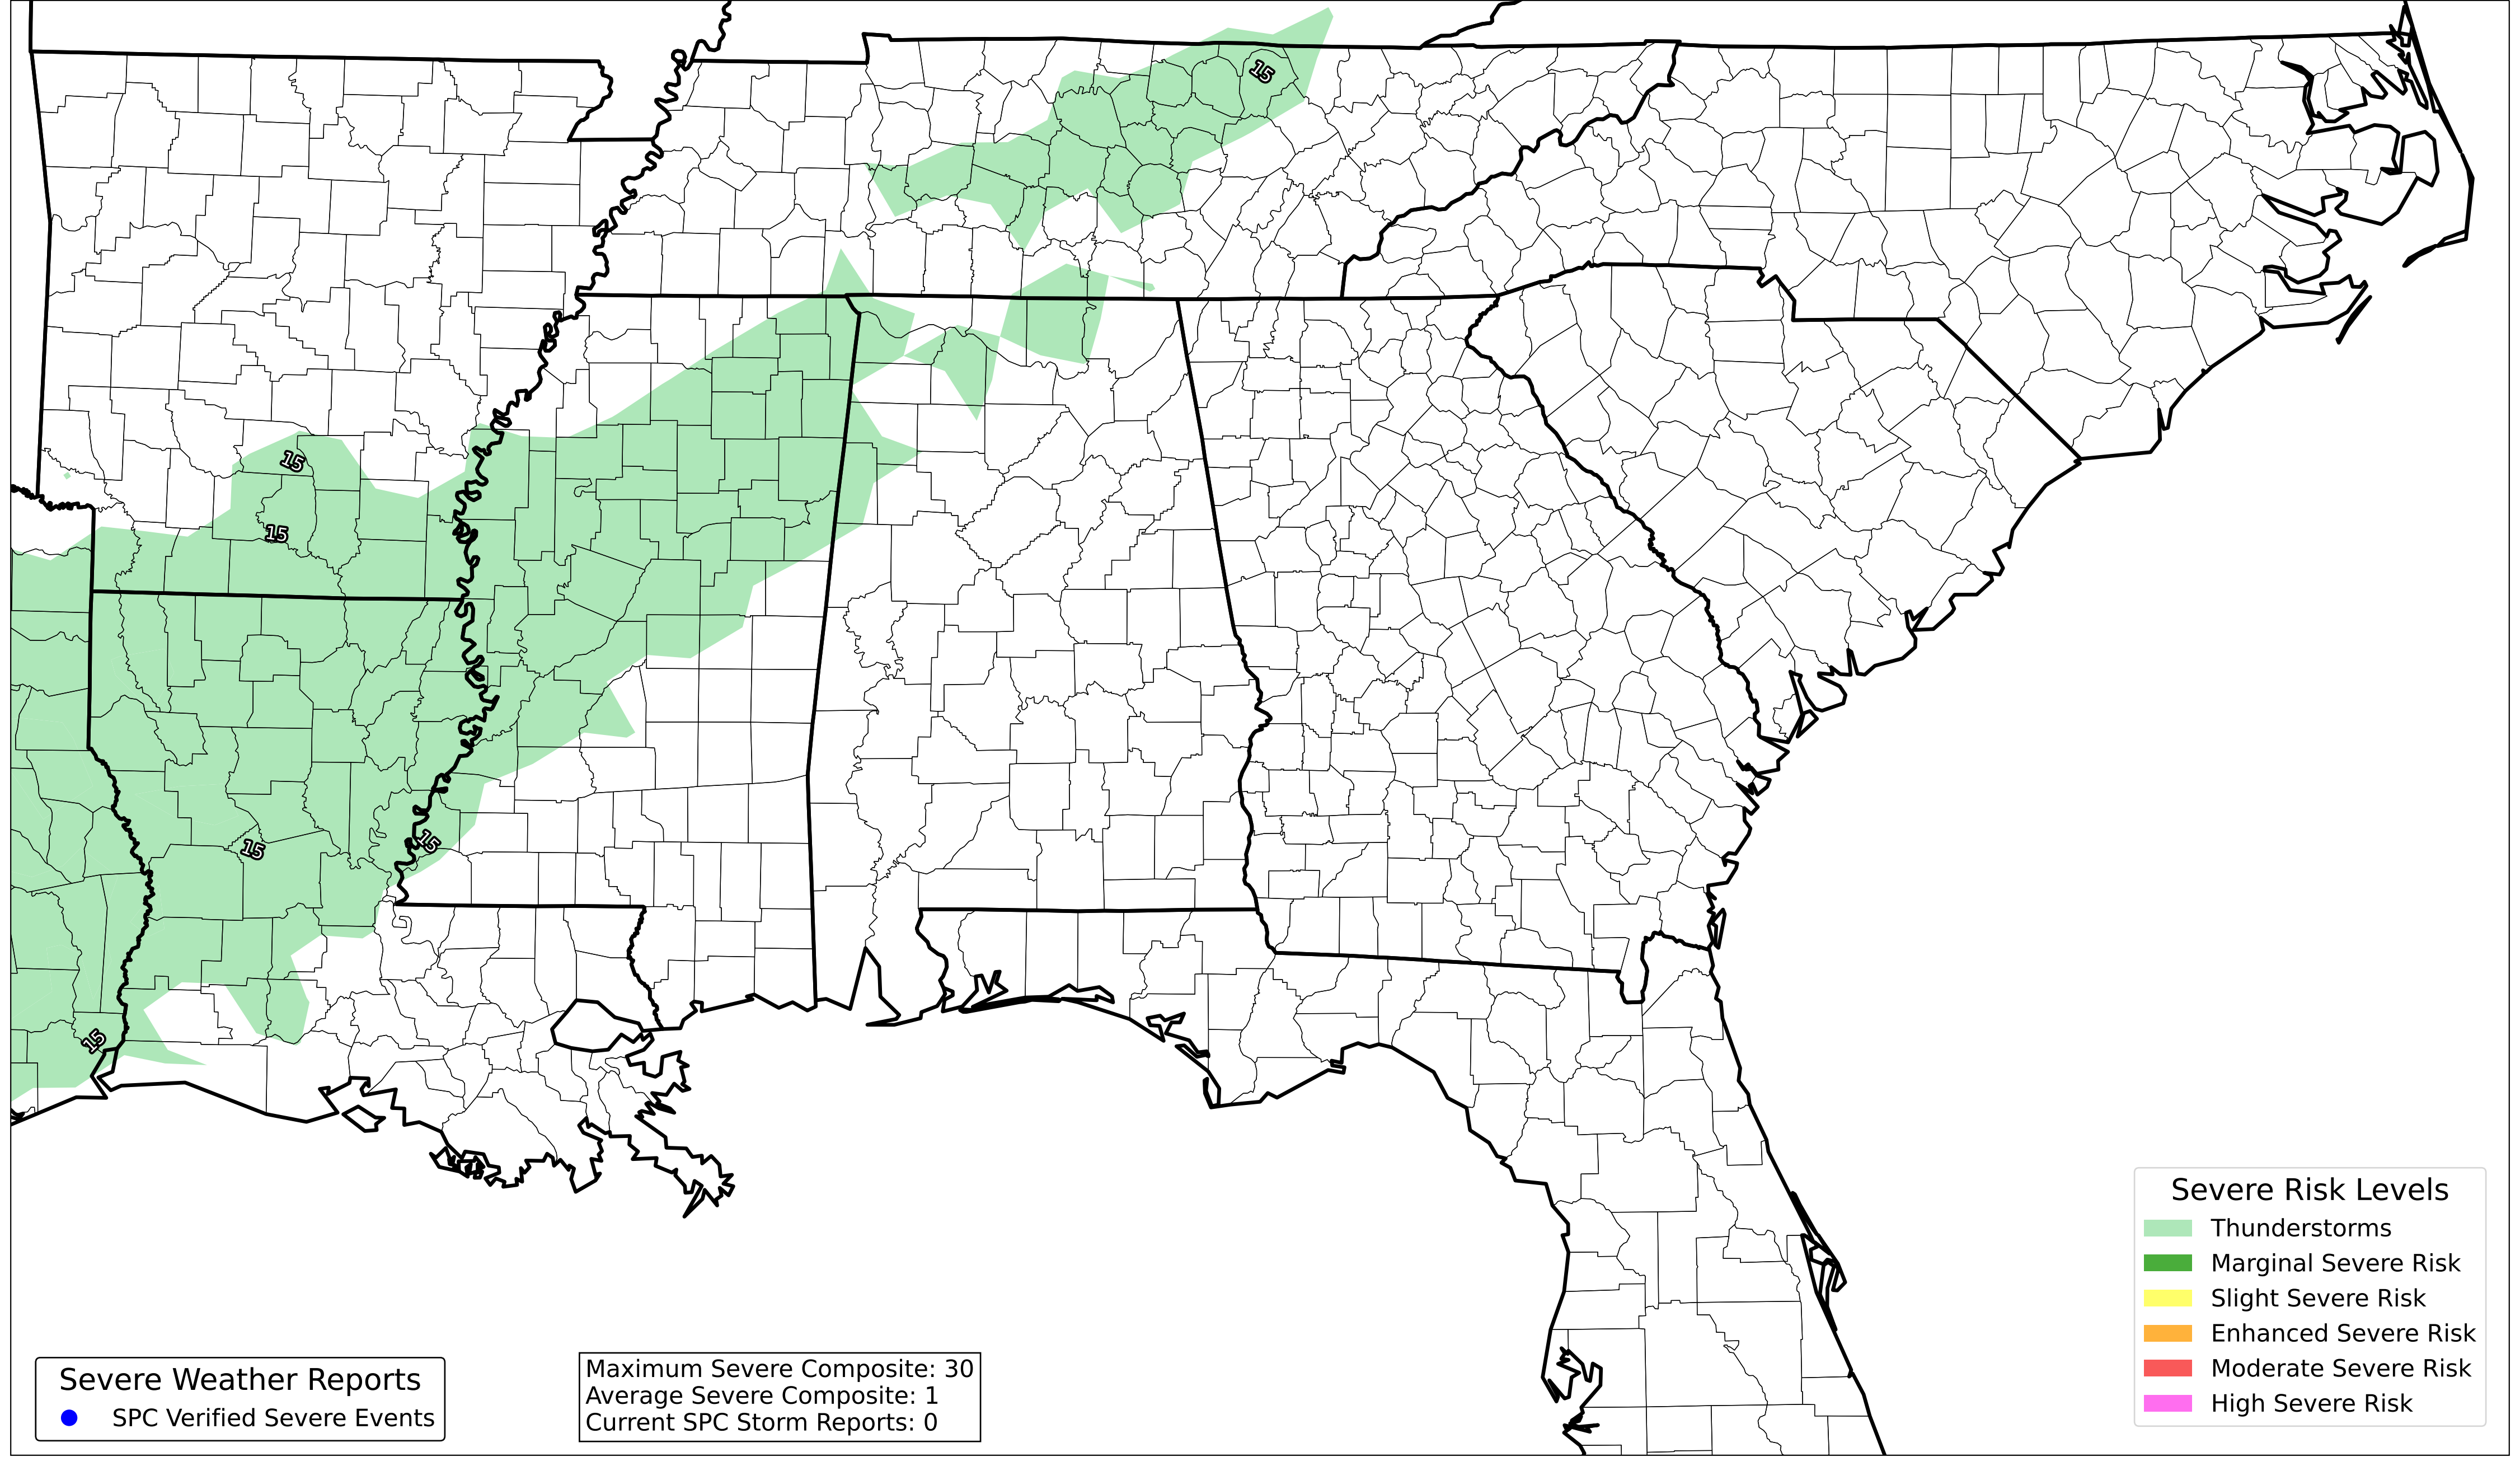 15
15
15
15
15
15
Severe Risk Levels
Thunderstorms
Marginal Severe Risk
Slight Severe Risk
Enhanced Severe Risk
Moderate Severe Risk
High Severe Risk
Severe Weather Reports
SPC Verified Severe Events
Maximum Severe Composite: 30
Average Severe Composite: 1
Current SPC Storm Reports: 0